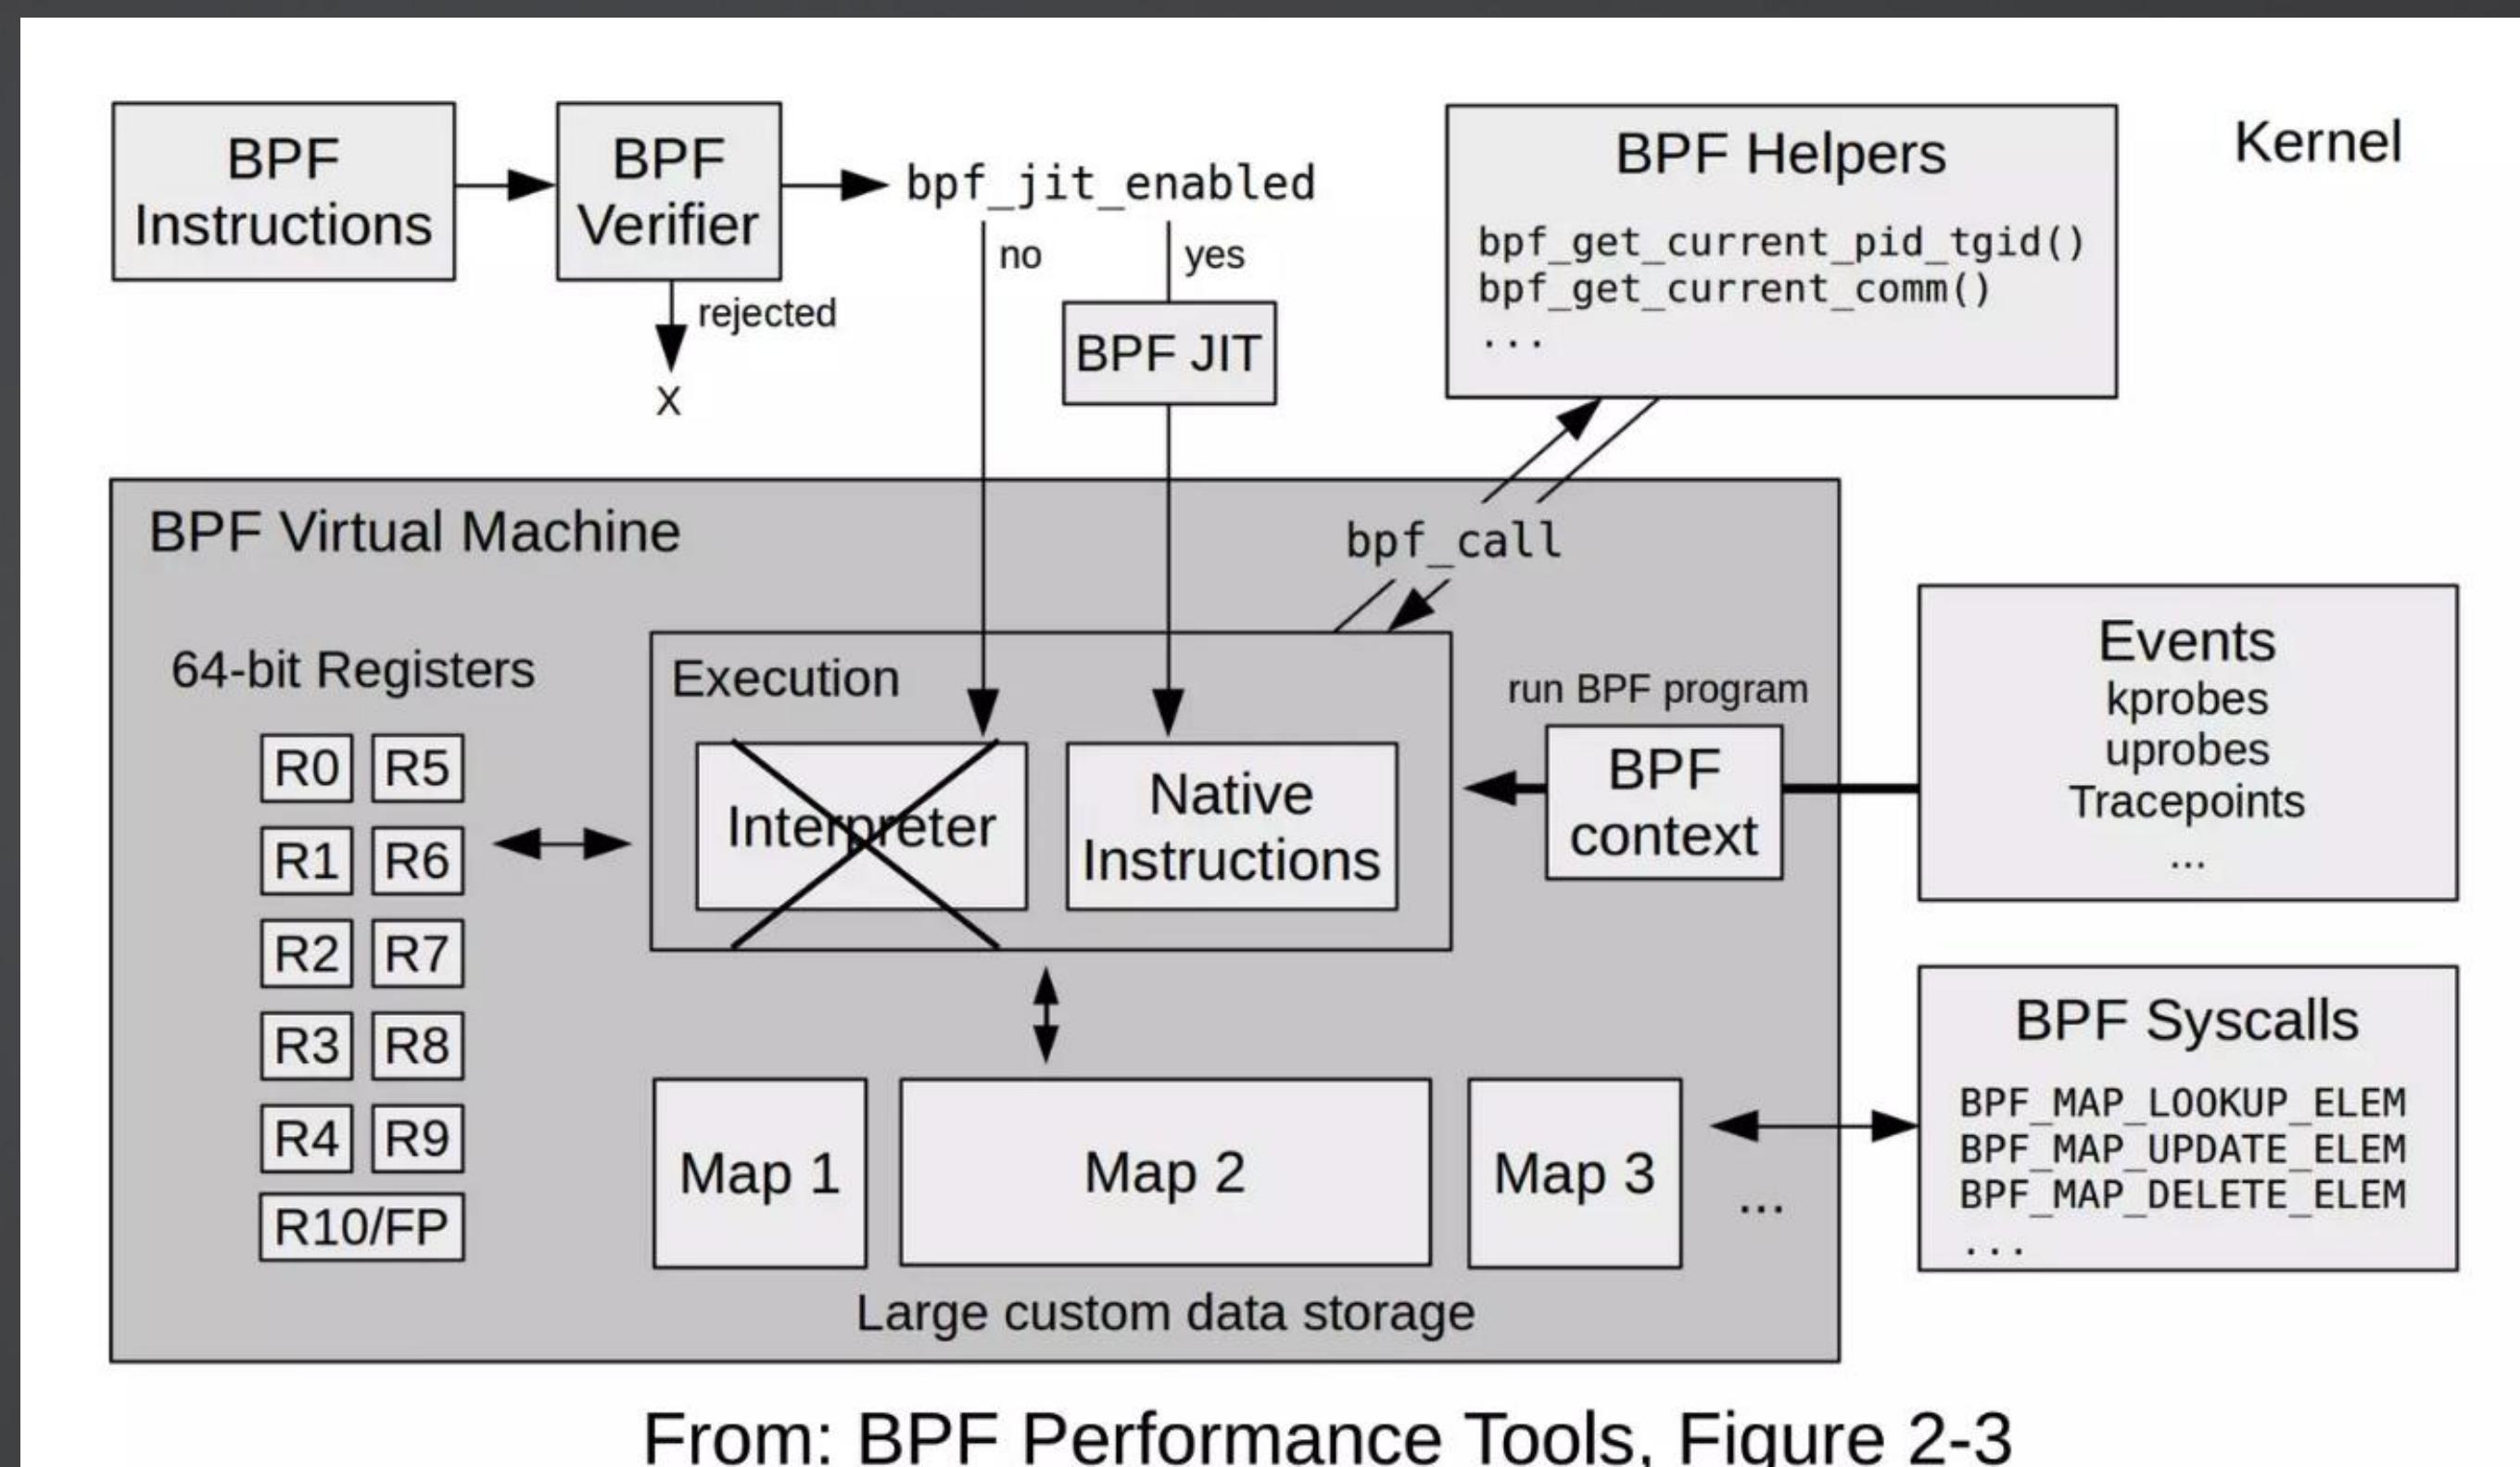 BPF
Instructions
BPF
Verifier
bpf_jit_enabled
no
yes
rejected
X
BPF JIT
BPF Helpers
bpf_get_current_pid_tgid()
bpf_get_current_comm()
...
Kernel
BPF Virtual Machine
bpf_call
64-bit Registers
R0 R5
R1 R6
R2 R7
R3 R8
R4 R9
R10/FP
Execution
Interpreter
Native
Instructions
run BPF program
BPF
context
Events
kprobes
uprobes
Tracepoints
...
Map 1
Map 2
Map 3
...
Large custom data storage
BPF Syscalls
BPF_MAP_LOOKUP_ELEM
BPF_MAP_UPDATE_ELEM
BPF_MAP_DELETE_ELEM
...
From: BPF Performance Tools, Figure 2-3